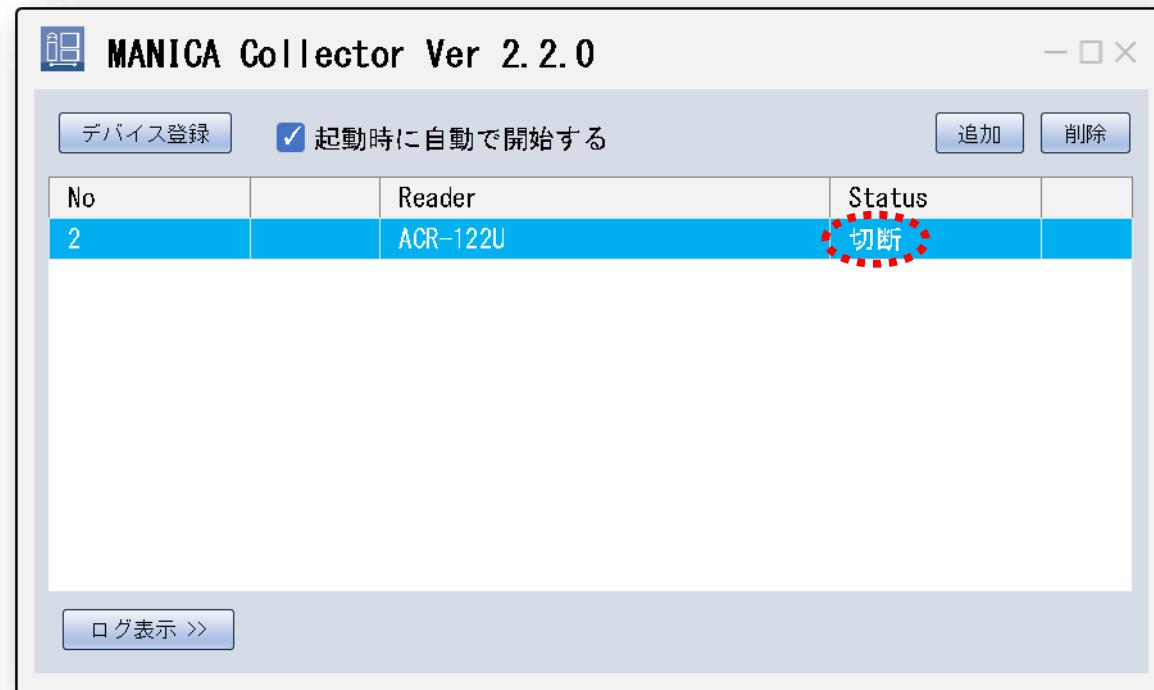 MANICA Collector Ver 2.2.0
デバイス登録 起動時に自動で開始する 追加 削除
No Reader Status
2 ACR-122U 切断
ログ表示 >>